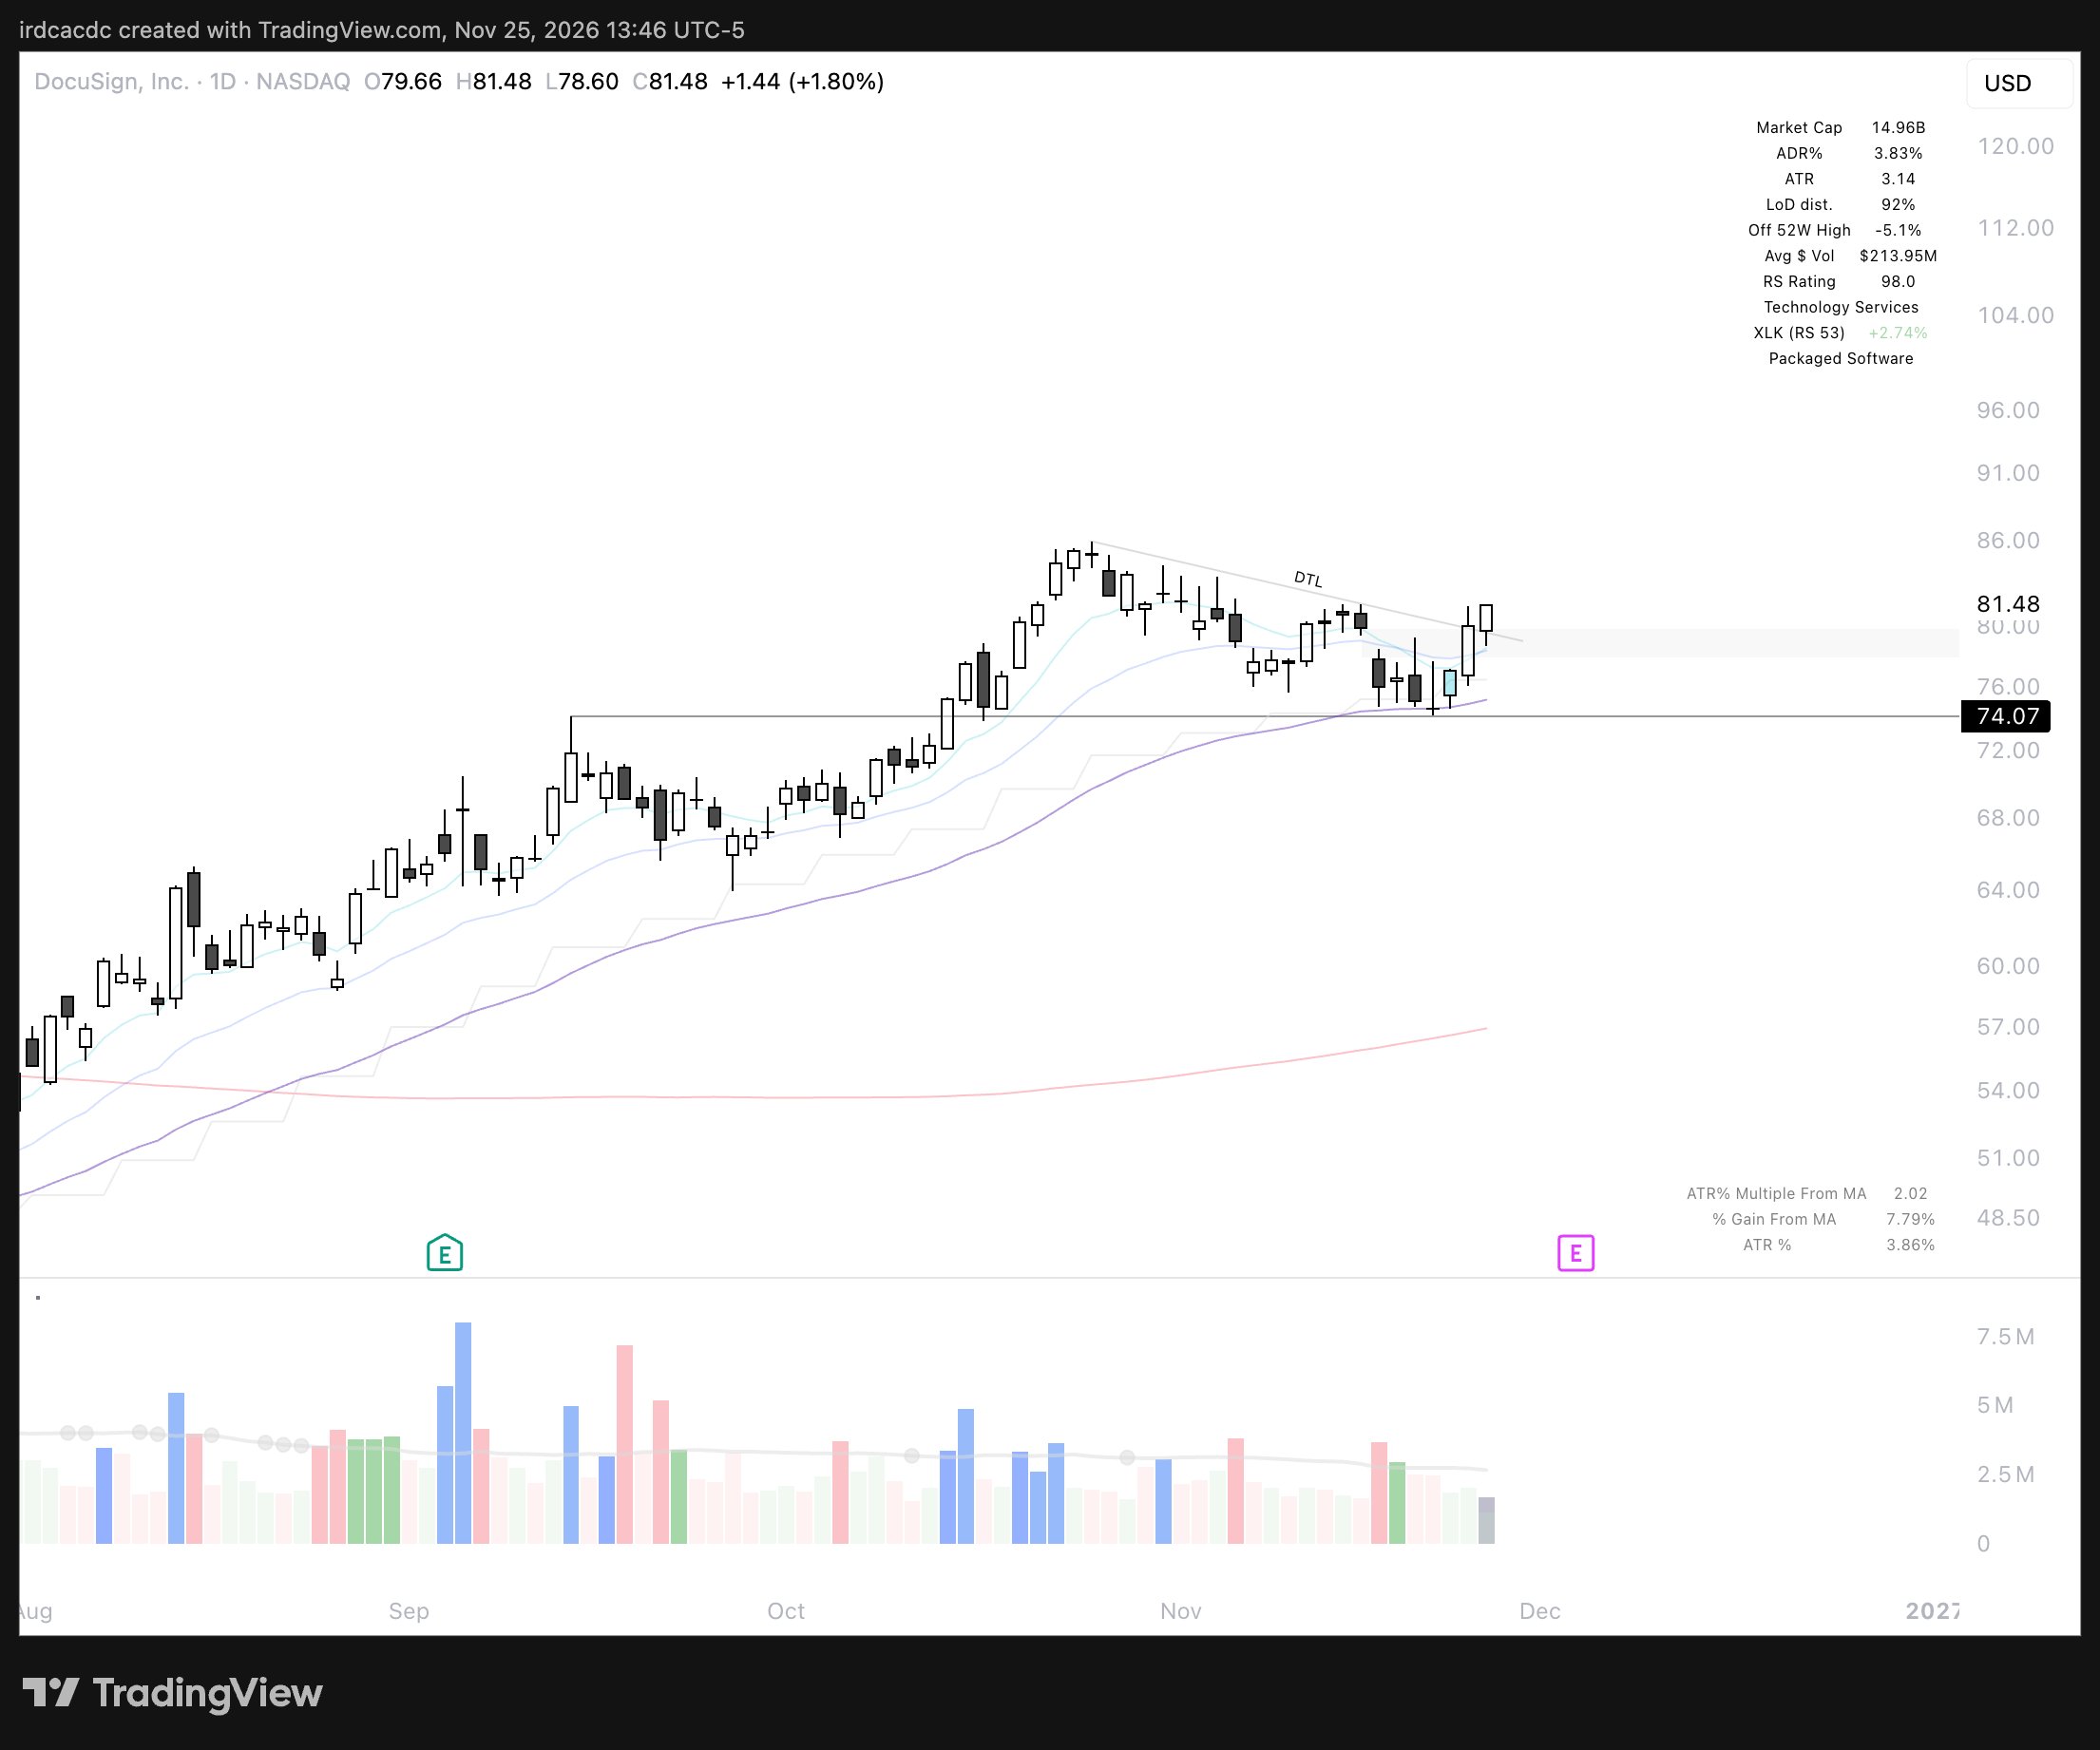 irdcacdc created with TradingView.com, Nov 25, 2026 13:46 UTC-5
DocuSign, Inc. · 1D · NASDAQ O79.66 H81.48 L78.60 C81.48 +1.44 (+1.80%)
USD
Market Cap 14.96B
ADR% 3.83%
ATR 3.14
LoD dist. 92%
Off 52W High -5.1%
Avg $ Vol $213.95M
RS Rating 98.0
Technology Services
XLK (RS 53) +2.74%
Packaged Software
120.00
112.00
104.00
96.00
91.00
86.00
DTL
81.48
80.00
76.00
74.07
72.00
68.00
64.00
60.00
57.00
54.00
51.00
48.50
ATR% Multiple From MA 2.02
% Gain From MA 7.79%
ATR % 3.86%
E
E
7.5 M
5 M
2.5 M
0
Aug Sep Oct Nov Dec 2027
TradingView